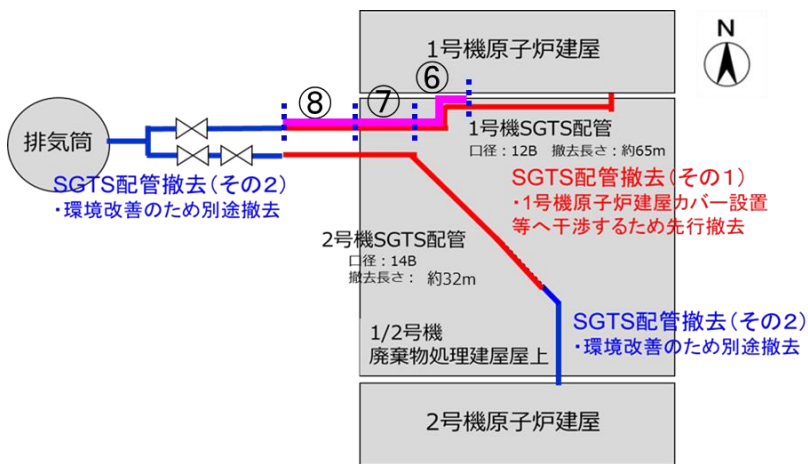 1号機原子炉建屋
N
⑥
⑦
⑧
排気筒
1号機SGTS配管
口径：12B 撤去長さ：約65m
SGTS配管撤去(その1)
・1号機原子炉建屋カバー設置
等へ干渉するため先行撤去
SGTS配管撤去(その2)
・環境改善のため別途撤去
2号機SGTS配管
口径：14B
撤去長さ： 約32m
SGTS配管撤去(その2)
・環境改善のため別途撤去
1/2号機
廃棄物処理建屋屋上
2号機原子炉建屋